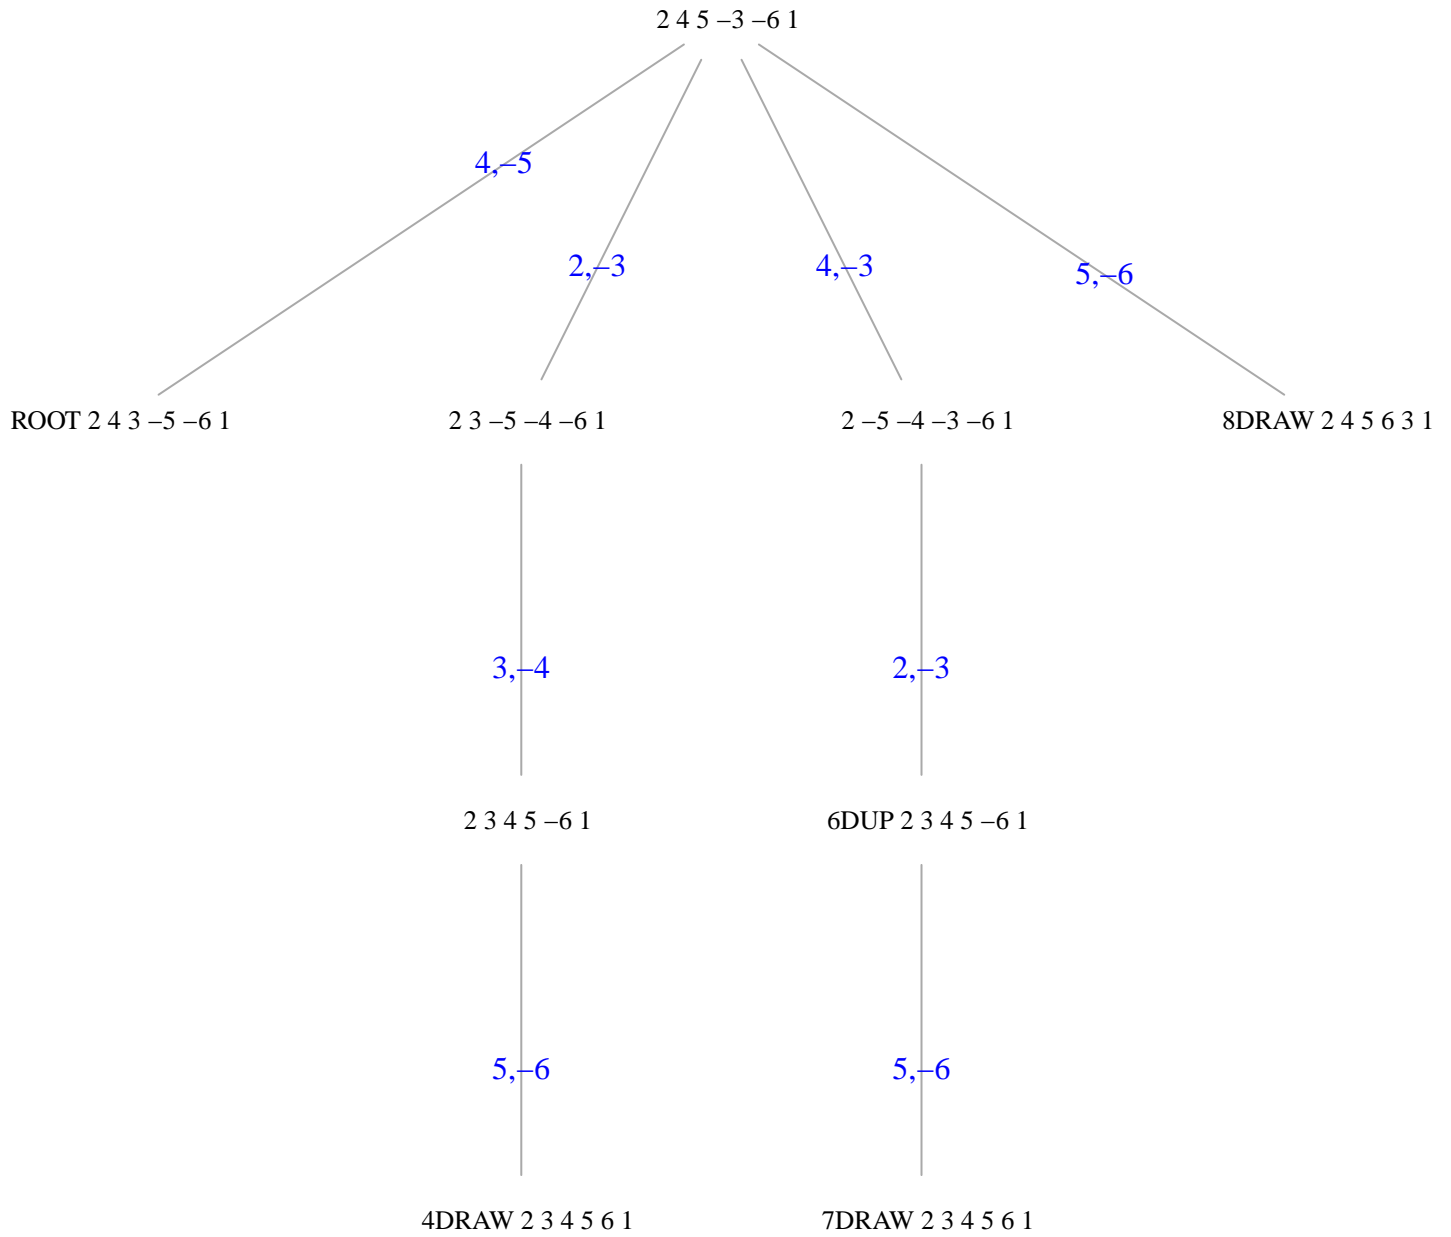 2 4 5 −3 −6 1
4,−5
2,−3
4,−3
5,−6
ROOT 2 4 3 −5 −6 1
2 3 −5 −4 −6 1
2 −5 −4 −3 −6 1
8DRAW 2 4 5 6 3 1
3,−4
2,−3
2 3 4 5 −6 1
6DUP 2 3 4 5 −6 1
5,−6
5,−6
4DRAW 2 3 4 5 6 1
7DRAW 2 3 4 5 6 1